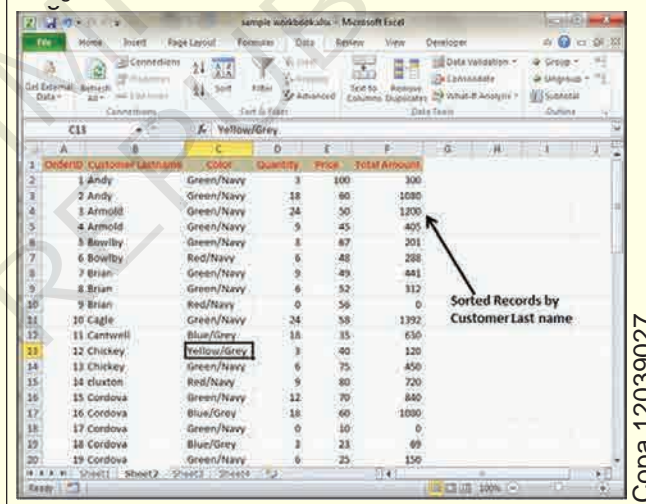 REPUBL
sample workbook.xlsx - Microsoft Excel
File Home Insert Page Layout Formulas Data Review View Developer
Get External Data Refresh All Connections Properties Sort Filter Advanced Text to Columns Remove Duplicates Data Validation Consolidate What-If Analysis Group Ungroup Subtotal
Connections Sort & Filter Data Tools Outline
C13 fx Yellow/Grey
A B C D E F G H I J
1 OrderID Customer Lastname Color Quantity Price Total Amount
2 1 Andy Green/Navy 3 100 300
3 2 Andy Green/Navy 18 60 1080
4 3 Armold Green/Navy 24 50 1200
5 4 Armold Green/Navy 9 45 405
6 5 Bowlby Green/Navy 3 67 201
7 6 Bowlby Red/Navy 6 48 288
8 7 Brian Green/Navy 9 49 441
9 8 Brian Green/Navy 6 52 312
10 9 Brian Red/Navy 0 56 0
11 10 Cagle Green/Navy 24 58 1392
12 11 Cantwell Blue/Grey 18 35 630
13 12 Chickey Yellow/Grey 3 40 120
14 13 Chickey Green/Navy 6 75 450
15 14 cluxton Red/Navy 9 80 720
16 15 Cordova Green/Navy 12 70 840
17 16 Cordova Blue/Grey 18 60 1080
18 17 Cordova Green/Navy 0 10 0
19 18 Cordova Blue/Grey 3 23 69
20 19 Cordova Green/Navy 6 25 150
Sorted Records by
Customer Last name
Sheet1 Sheet2 Sheet3 Sheet4
Ready 100%
Copa 12039027